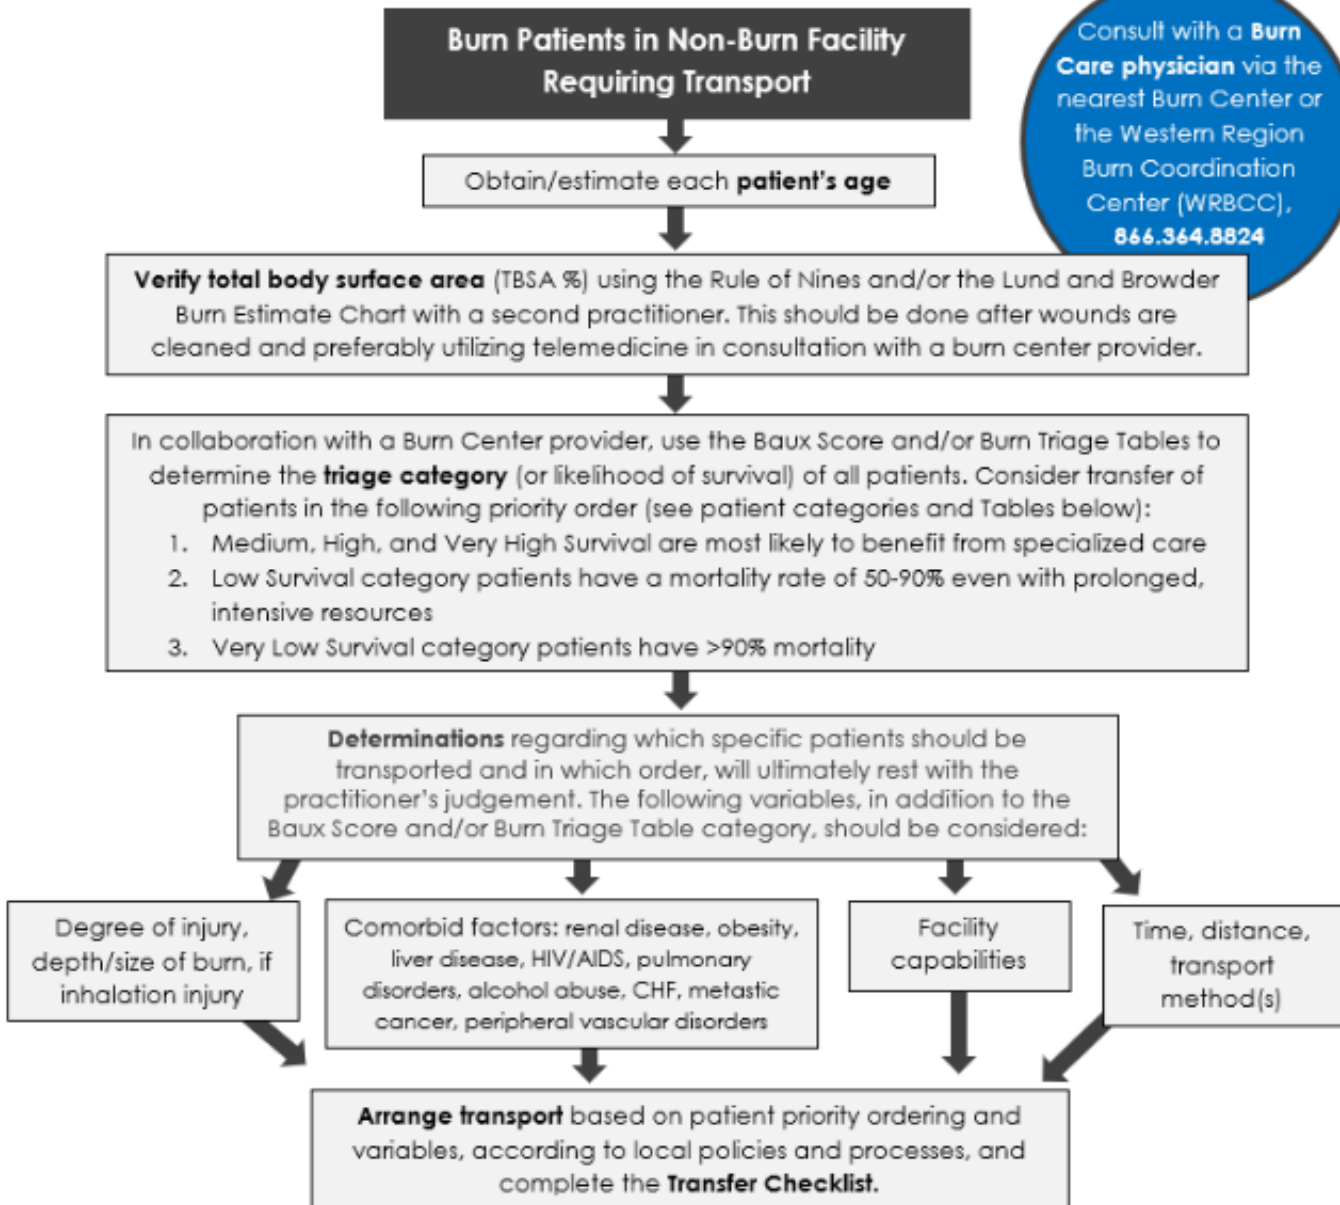 Burn Patients in Non-Burn Facility
Requiring Transport
Consult with a Burn
Care physician via the
nearest Burn Center or
the Western Region
Burn Coordination
Center (WRBCC),
866.364.8824
Obtain/estimate each patient's age
Verify total body surface area (TBSA %) using the Rule of Nines and/or the Lund and Browder
Burn Estimate Chart with a second practitioner. This should be done after wounds are
cleaned and preferably utilizing telemedicine in consultation with a burn center provider.
In collaboration with a Burn Center provider, use the Baux Score and/or Burn Triage Tables to
determine the triage category (or likelihood of survival) of all patients. Consider transfer of
patients in the following priority order (see patient categories and Tables below):
1. Medium, High, and Very High Survival are most likely to benefit from specialized care
2. Low Survival category patients have a mortality rate of 50-90% even with prolonged,
intensive resources
3. Very Low Survival category patients have >90% mortality
Determinations regarding which specific patients should be
transported and in which order, will ultimately rest with the
practitioner's judgement. The following variables, in addition to the
Baux Score and/or Burn Triage Table category, should be considered:
Degree of injury,
depth/size of burn, if
inhalation injury
Comorbid factors: renal disease, obesity,
liver disease, HIV/AIDS, pulmonary
disorders, alcohol abuse, CHF, metastic
cancer, peripheral vascular disorders
Facility
capabilities
Time, distance,
transport
method(s)
Arrange transport based on patient priority ordering and
variables, according to local policies and processes, and
complete the Transfer Checklist.